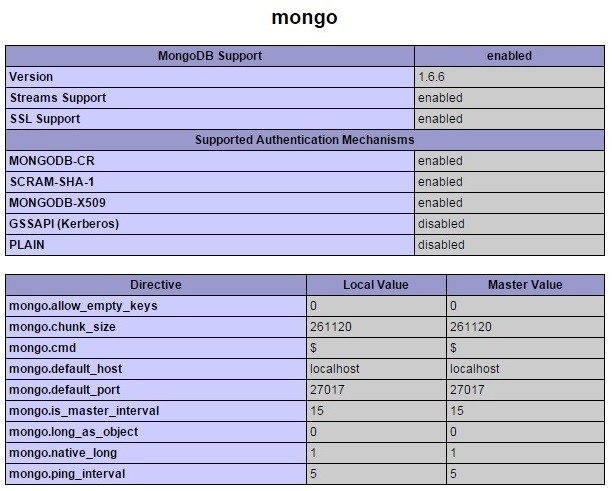 mongo
MongoDB Support enabled
Version 1.6.6
Streams Support enabled
SSL Support enabled
Supported Authentication Mechanisms
MONGODB-CR enabled
SCRAM-SHA-1 enabled
MONGODB-X509 enabled
GSSAPI (Kerberos) disabled
PLAIN disabled
Directive Local Value Master Value
mongo.allow_empty_keys 0 0
mongo.chunk_size 261120 261120
mongo.cmd $ $
mongo.default_host localhost localhost
mongo.default_port 27017 27017
mongo.is_master_interval 15 15
mongo.long_as_object 0 0
mongo.native_long 1 1
mongo.ping_interval 5 5